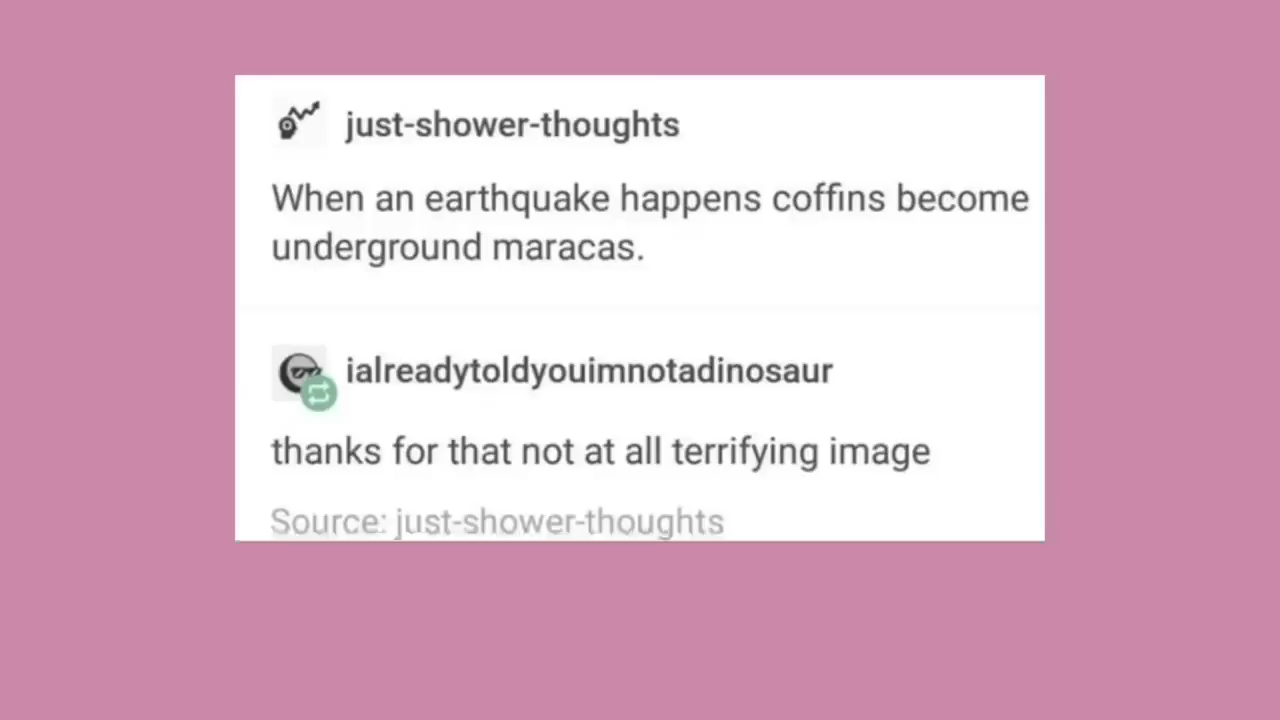 just-shower-thoughts
When an earthquake happens coffins become
underground maracas.
ialreadytoldyouimnotadinosaur
thanks for that not at all terrifying image
Source: just-shower-thoughts